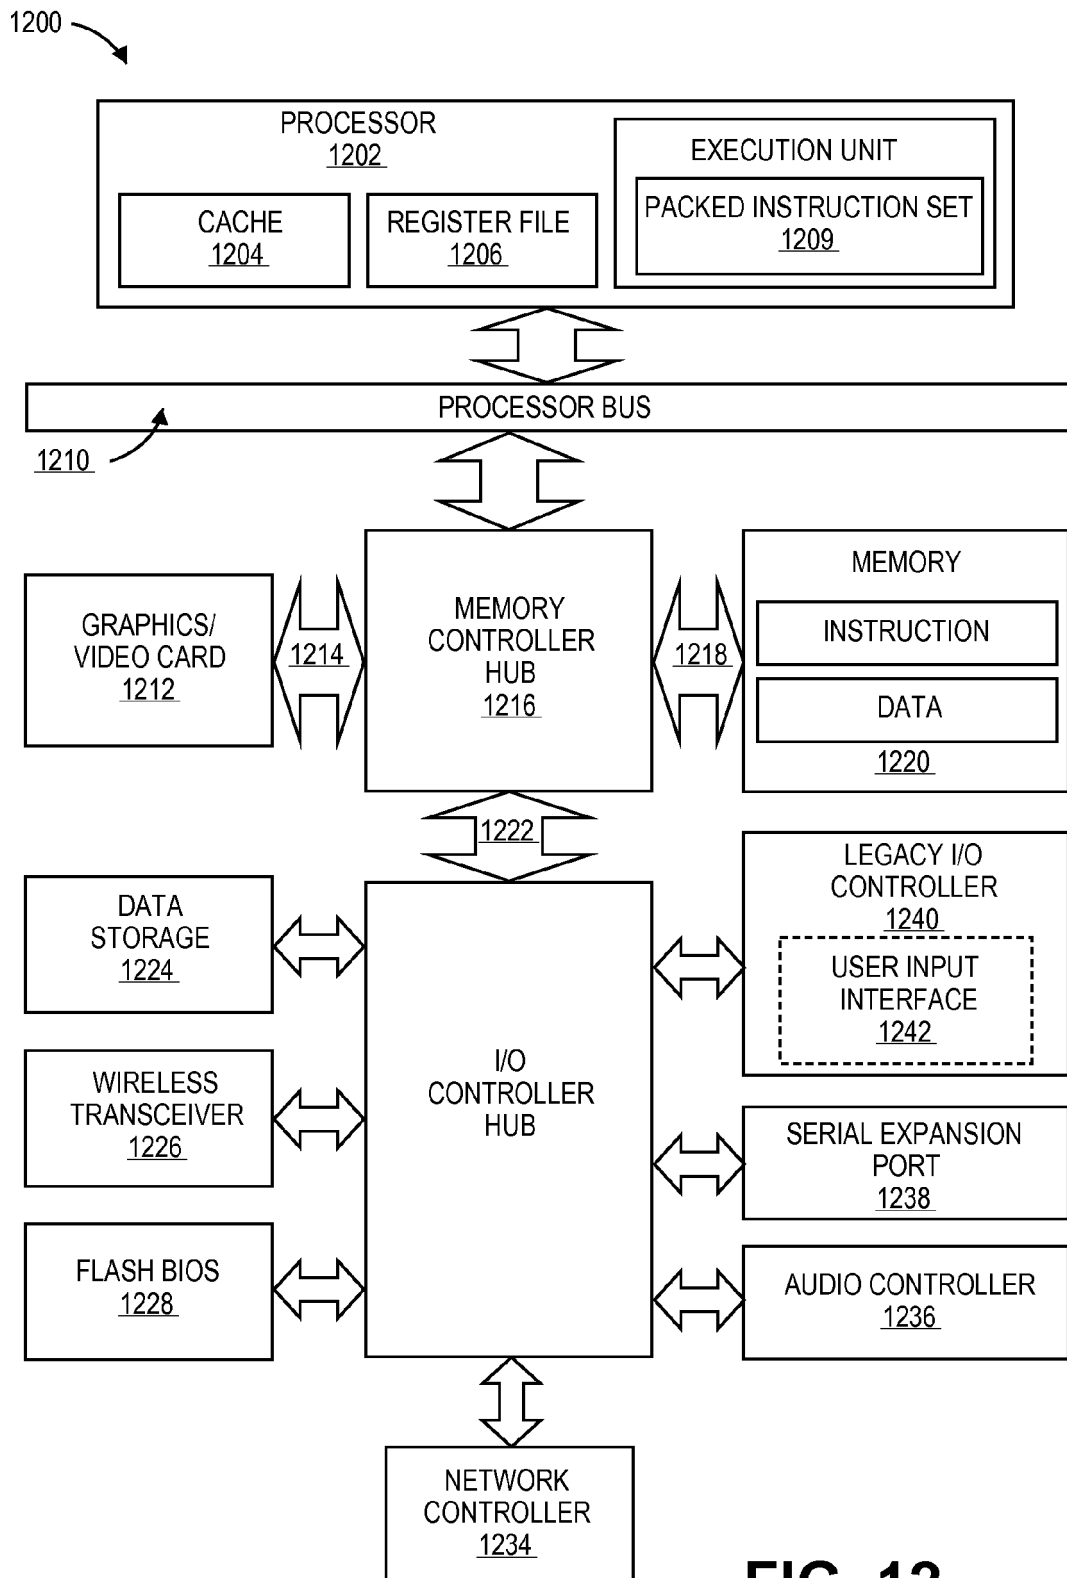 1200
PROCESSOR
1202
CACHE
1204
REGISTER FILE
1206
EXECUTION UNIT
PACKED INSTRUCTION SET
1209
PROCESSOR BUS
1210
GRAPHICS/
VIDEO CARD
1212
1214
MEMORY
CONTROLLER
HUB
1216
1218
MEMORY
INSTRUCTION
DATA
1220
1222
DATA
STORAGE
1224
WIRELESS
TRANSCEIVER
1226
FLASH BIOS
1228
I/O
CONTROLLER
HUB
LEGACY I/O
CONTROLLER
1240
USER INPUT
INTERFACE
1242
SERIAL EXPANSION
PORT
1238
AUDIO CONTROLLER
1236
NETWORK
CONTROLLER
1234
FIG. 12